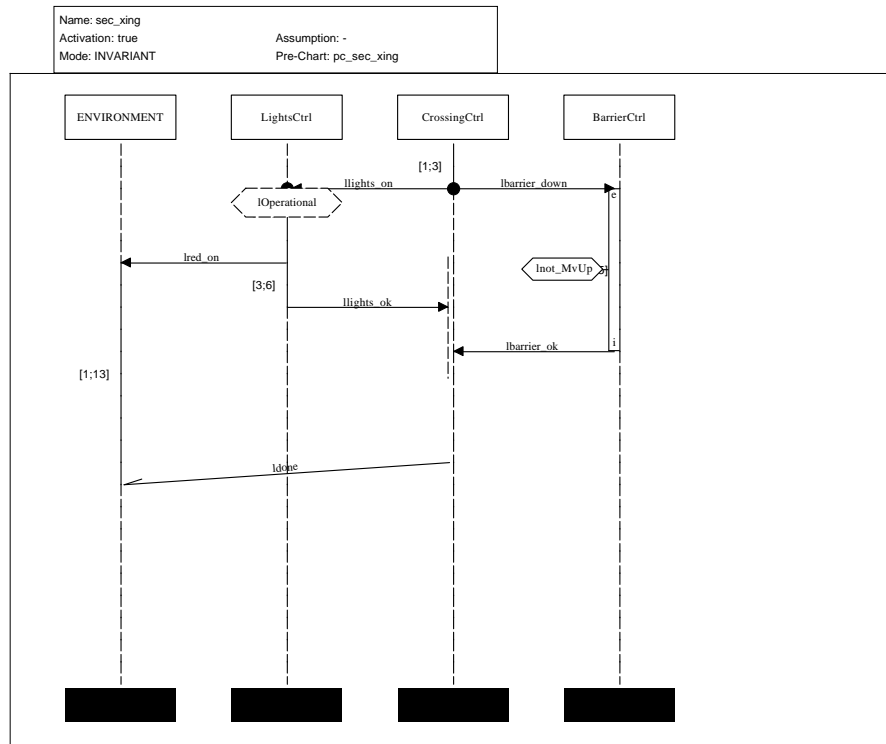 Name: sec_xing
Activation: true Assumption: -
Mode: INVARIANT Pre-Chart: pc_sec_xing
ENVIRONMENT LightsCtrl CrossingCtrl BarrierCtrl
[1;3]
llights_on lbarrier_down
lOperational e
lred_on
lnot_MvUp
[3;6]
llights_ok
i
lbarrier_ok
[1;13]
ldone